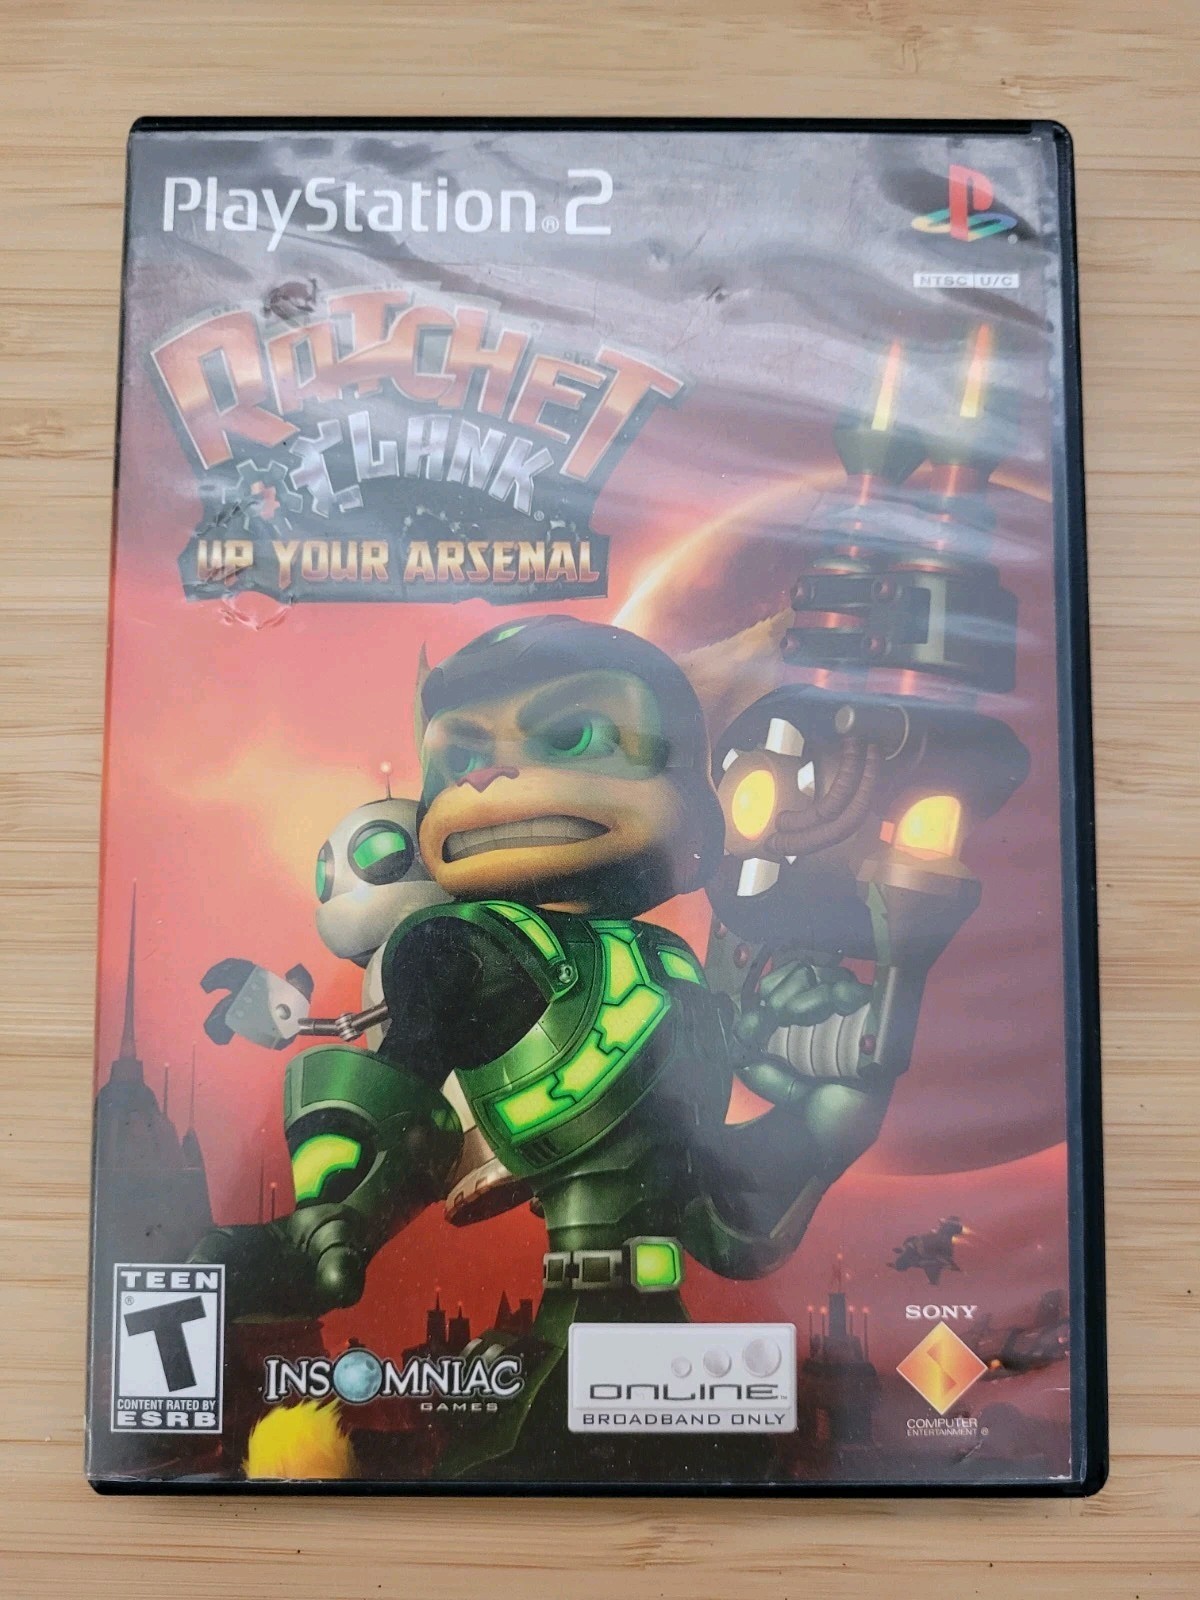 PlayStation®2
NTSC U/C
RATCHET
CLANK®
UP YOUR ARSENAL
TEEN
®
T
CONTENT RATED BY
ESRB
INSOMNIAC
GAMES
ONLINE™
BROADBAND ONLY
SONY
COMPUTER
ENTERTAINMENT®